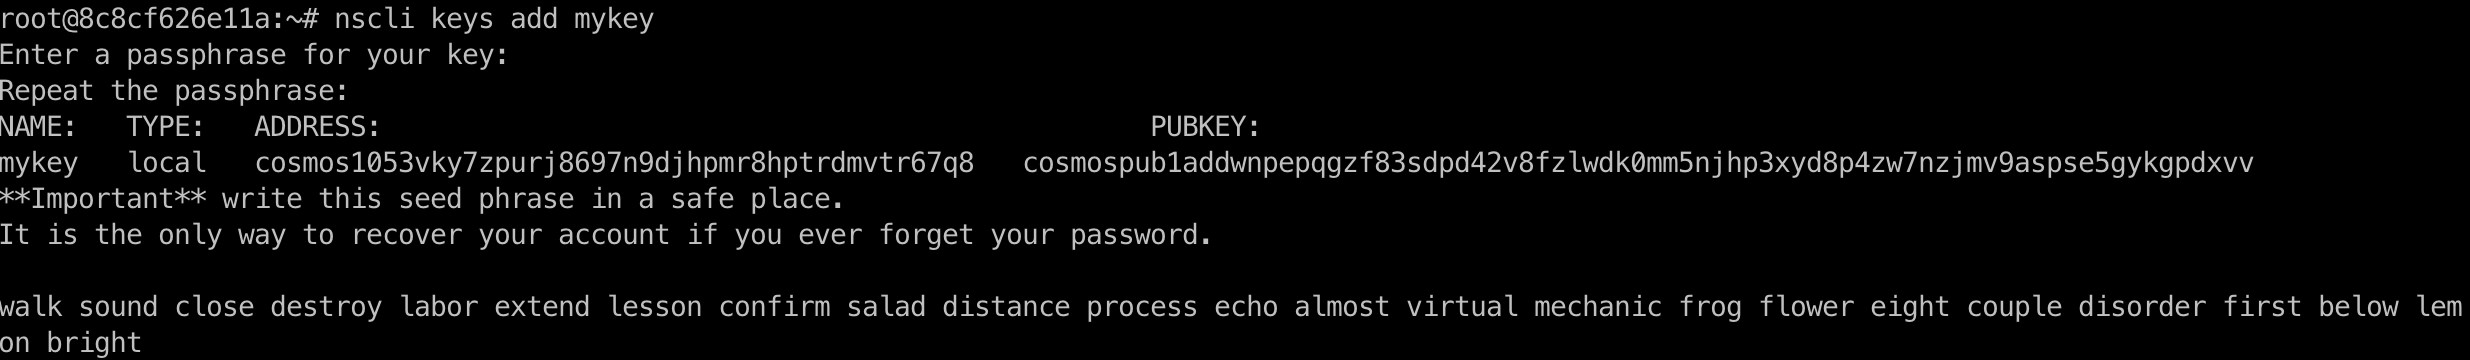 root@8c8cf626e11a:~# nscli keys add mykey
Enter a passphrase for your key:
Repeat the passphrase:
NAME: TYPE: ADDRESS: PUBKEY:
mykey local cosmos1053vky7zpurj8697n9djhpmr8hptrdmvtr67q8 cosmospub1addwnpepqgzf83sdpd42v8fzlwdk0mm5njhp3xyd8p4zw7nzjmv9aspse5gykgpdxvv
**Important** write this seed phrase in a safe place.
It is the only way to recover your account if you ever forget your password.
walk sound close destroy labor extend lesson confirm salad distance process echo almost virtual mechanic frog flower eight couple disorder first below lem
on bright